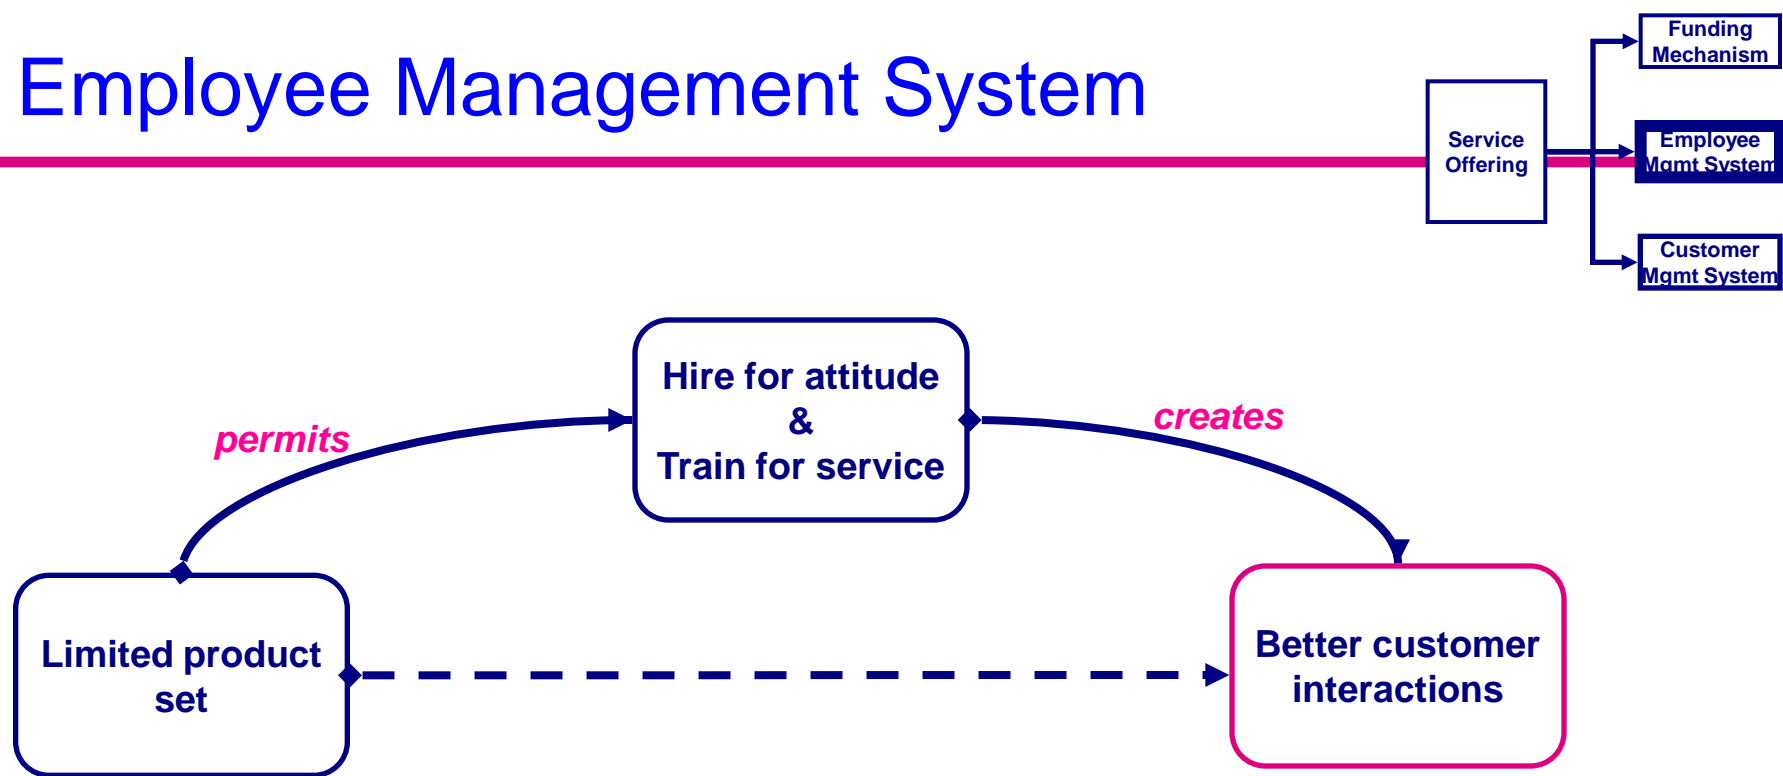 Employee Management System
Funding
Mechanism
Service
Offering
Employee
Mgmt System
Customer
Mgmt System
Hire for attitude
&
Train for service
permits
creates
Limited product
set
Better customer
interactions